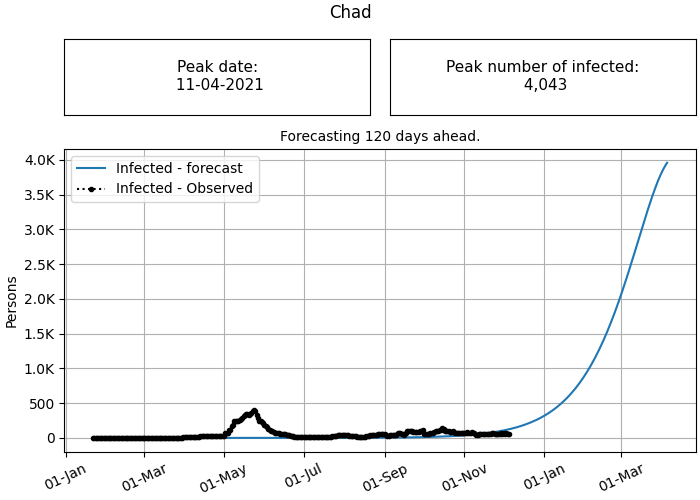 Chad
Peak date:
11-04-2021
Peak number of infected:
4,043
Forecasting 120 days ahead.
Infected - forecast
Infected - Observed
Persons
4.0K
3.5K
3.0K
2.5K
2.0K
1.5K
1.0K
500
0
01-Jan
01-Mar
01-May
01-Jul
01-Sep
01-Nov
01-Jan
01-Mar